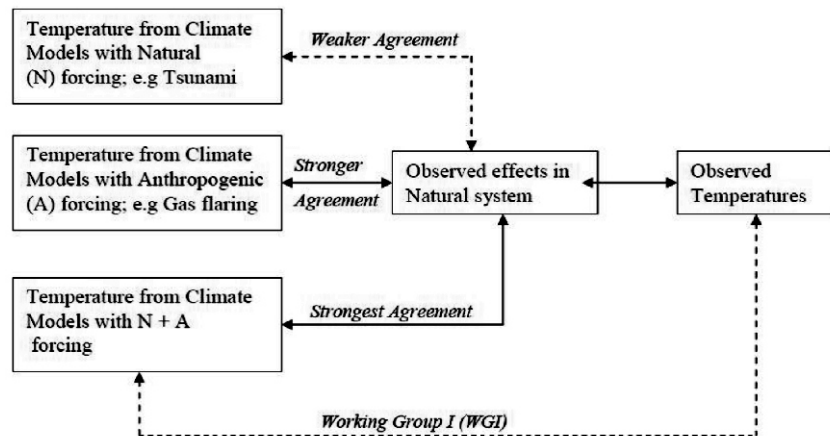 Temperature from Climate
Models with Natural
(N) forcing; e.g Tsunami
Weaker Agreement
Temperature from Climate
Models with Anthropogenic
(A) forcing; e.g Gas flaring
Stronger
Agreement
Observed effects in
Natural system
Observed
Temperatures
Temperature from Climate
Models with N + A
forcing
Strongest Agreement
Working Group I (WGI)